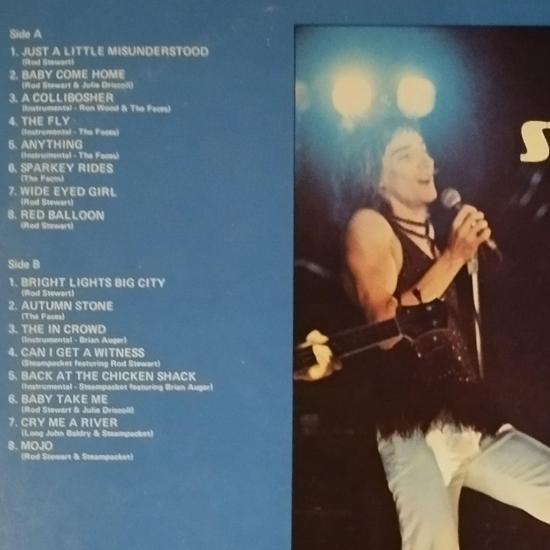 Side A
1. JUST A LITTLE MISUNDERSTOOD
(Rod Stewart)
2. BABY COME HOME
(Rod Stewart & Julie Driscoll)
3. A COLLIBOSHER
(Instrumental - Ron Wood & The Faces)
4. THE FLY
(Instrumental - The Faces)
5. ANYTHING
(Instrumental - The Faces)
6. SPARKEY RIDES
(The Faces)
7. WIDE EYED GIRL
(Rod Stewart)
8. RED BALLOON
(Rod Stewart)
Side B
1. BRIGHT LIGHTS BIG CITY
(Rod Stewart)
2. AUTUMN STONE
(The Faces)
3. THE IN CROWD
(Instrumental - Brian Auger)
4. CAN I GET A WITNESS
(Steampacket featuring Rod Stewart)
5. BACK AT THE CHICKEN SHACK
(Instrumental - Steampacket featuring Brian Auger)
6. BABY TAKE ME
(Rod Stewart & Julie Driscoll)
7. CRY ME A RIVER
(Long John Baldry & Steampacket)
8. MOJO
(Rod Stewart & Steampacket)